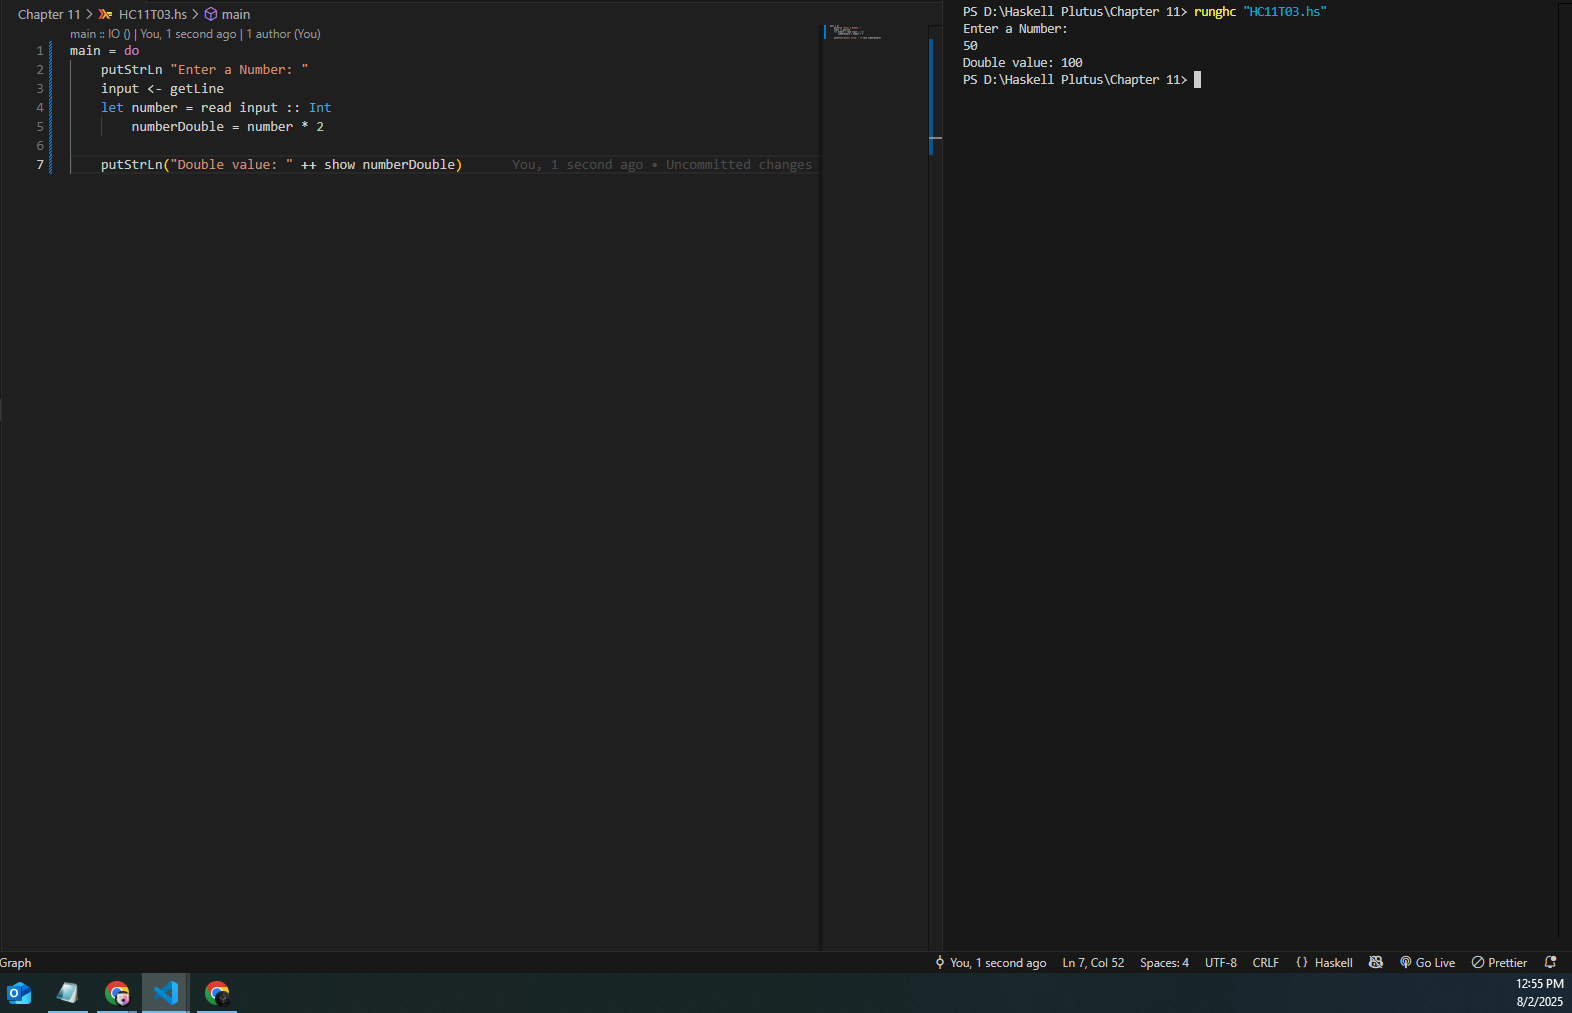 Chapter 11 > HC11T03.hs > main
main :: IO () | You, 1 second ago | 1 author (You)
1 main = do
2     putStrLn "Enter a Number: "
3     input <- getLine
4     let number = read input :: Int
5         numberDouble = number * 2
6
7     putStrLn("Double value: " ++ show numberDouble)     You, 1 second ago • Uncommitted changes
PS D:\Haskell Plutus\Chapter 11> runghc "HC11T03.hs"
Enter a Number:
50
Double value: 100
PS D:\Haskell Plutus\Chapter 11>
Graph
You, 1 second ago Ln 7, Col 52 Spaces: 4 UTF-8 CRLF {} Haskell Go Live Prettier
12:55 PM
8/2/2025